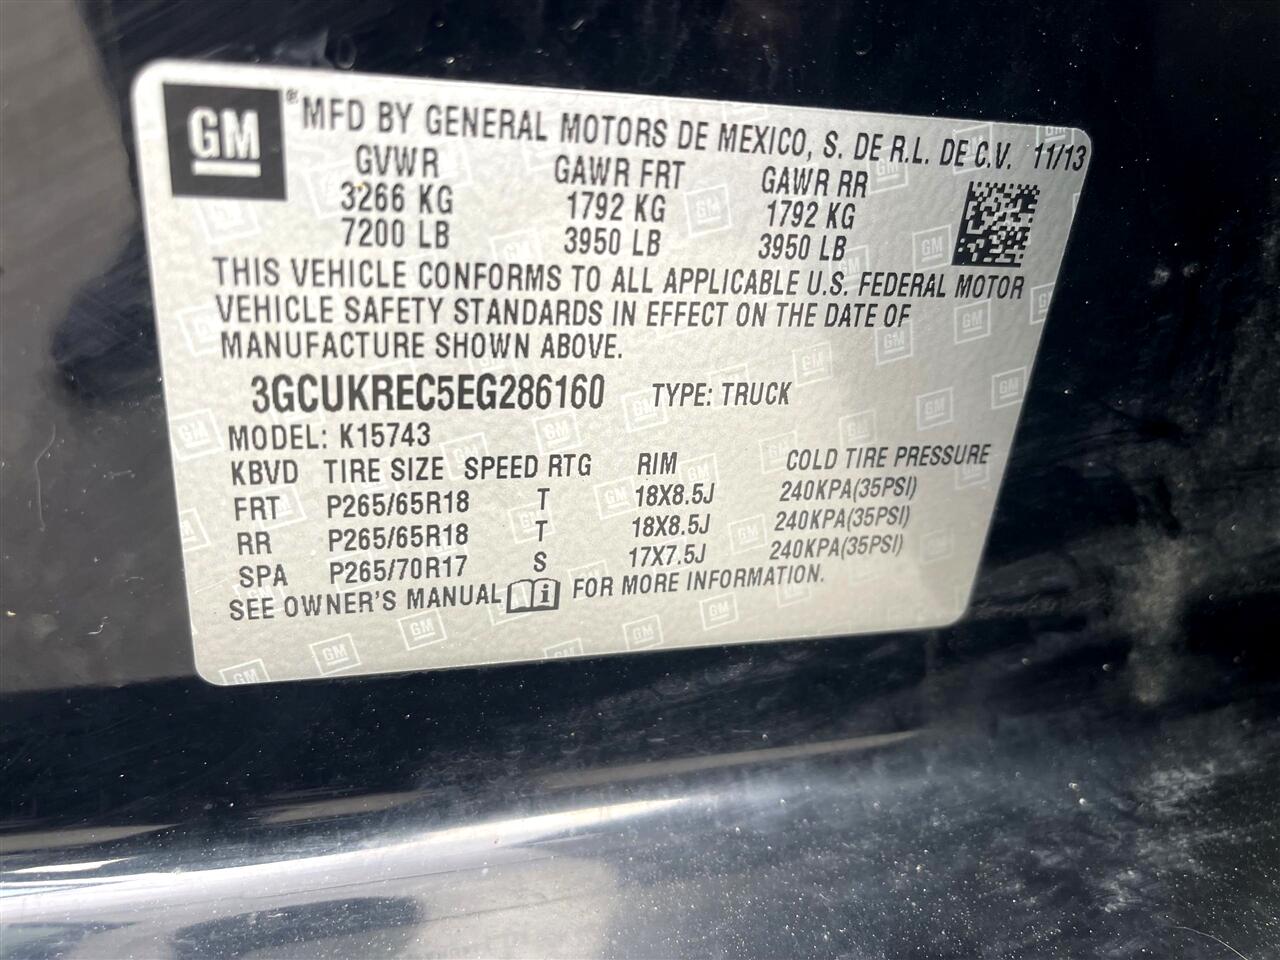 GM ® MFD BY GENERAL MOTORS DE MEXICO, S. DE R.L. DE C.V. 11/13
GVWR GAWR FRT GAWR RR
3266 KG 1792 KG 1792 KG
7200 LB 3950 LB 3950 LB
THIS VEHICLE CONFORMS TO ALL APPLICABLE U.S. FEDERAL MOTOR
VEHICLE SAFETY STANDARDS IN EFFECT ON THE DATE OF
MANUFACTURE SHOWN ABOVE.
3GCUKREC5EG286160 TYPE: TRUCK
MODEL: K15743
KBVD TIRE SIZE SPEED RTG RIM COLD TIRE PRESSURE
FRT P265/65R18 T 18X8.5J 240KPA(35PSI)
RR P265/65R18 T 18X8.5J 240KPA(35PSI)
SPA P265/70R17 S 17X7.5J 240KPA(35PSI)
SEE OWNER'S MANUAL i FOR MORE INFORMATION.